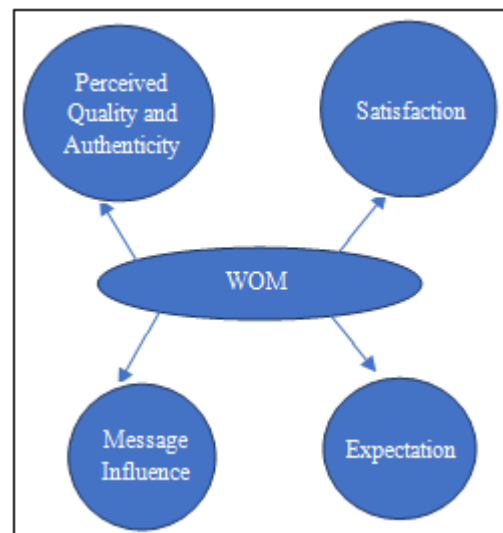 Perceived
Quality and
Authenticity
Satisfaction
WOM
Message
Influence
Expectation